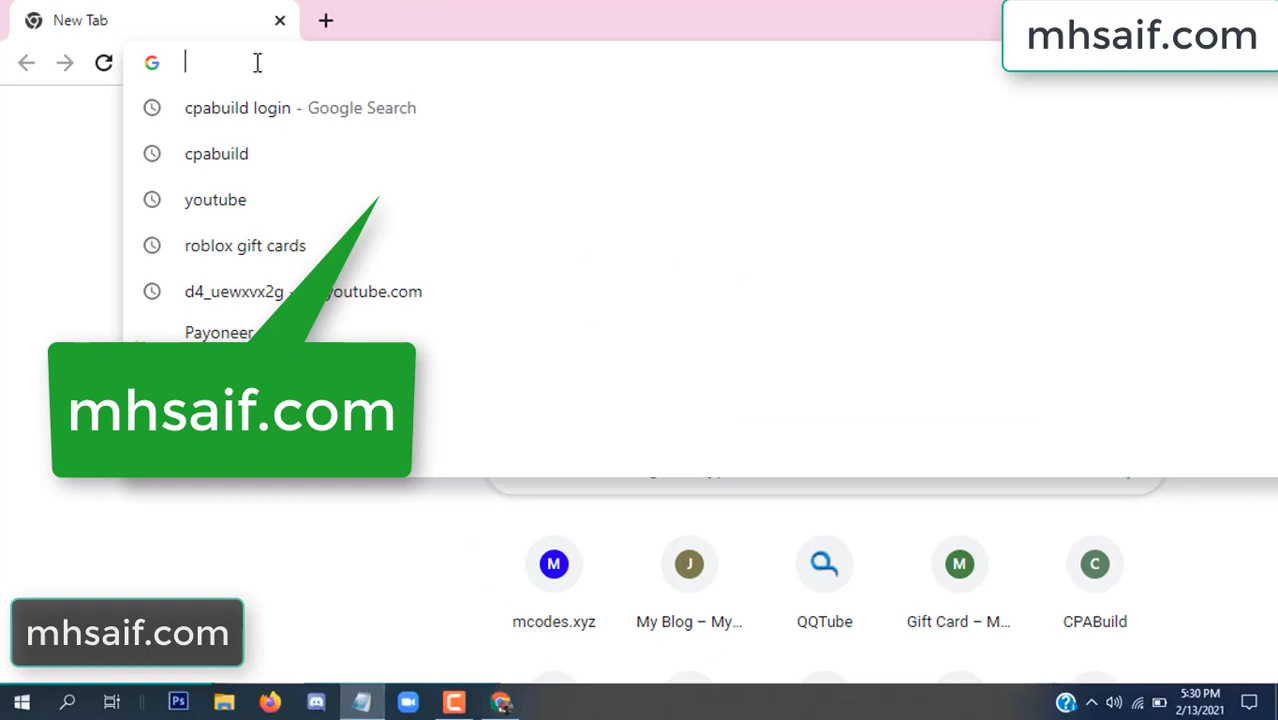 New Tab
mhsaif.com
cpabuild login - Google Search
cpabuild
youtube
roblox gift cards
d4_uewxvx2g - youtube.com
Payoneer
mhsaif.com
M
J
M
C
mcodes.xyz
My Blog – My...
QQTube
Gift Card – M...
CPABuild
mhsaif.com
Ps
5:30 PM
2/13/2021